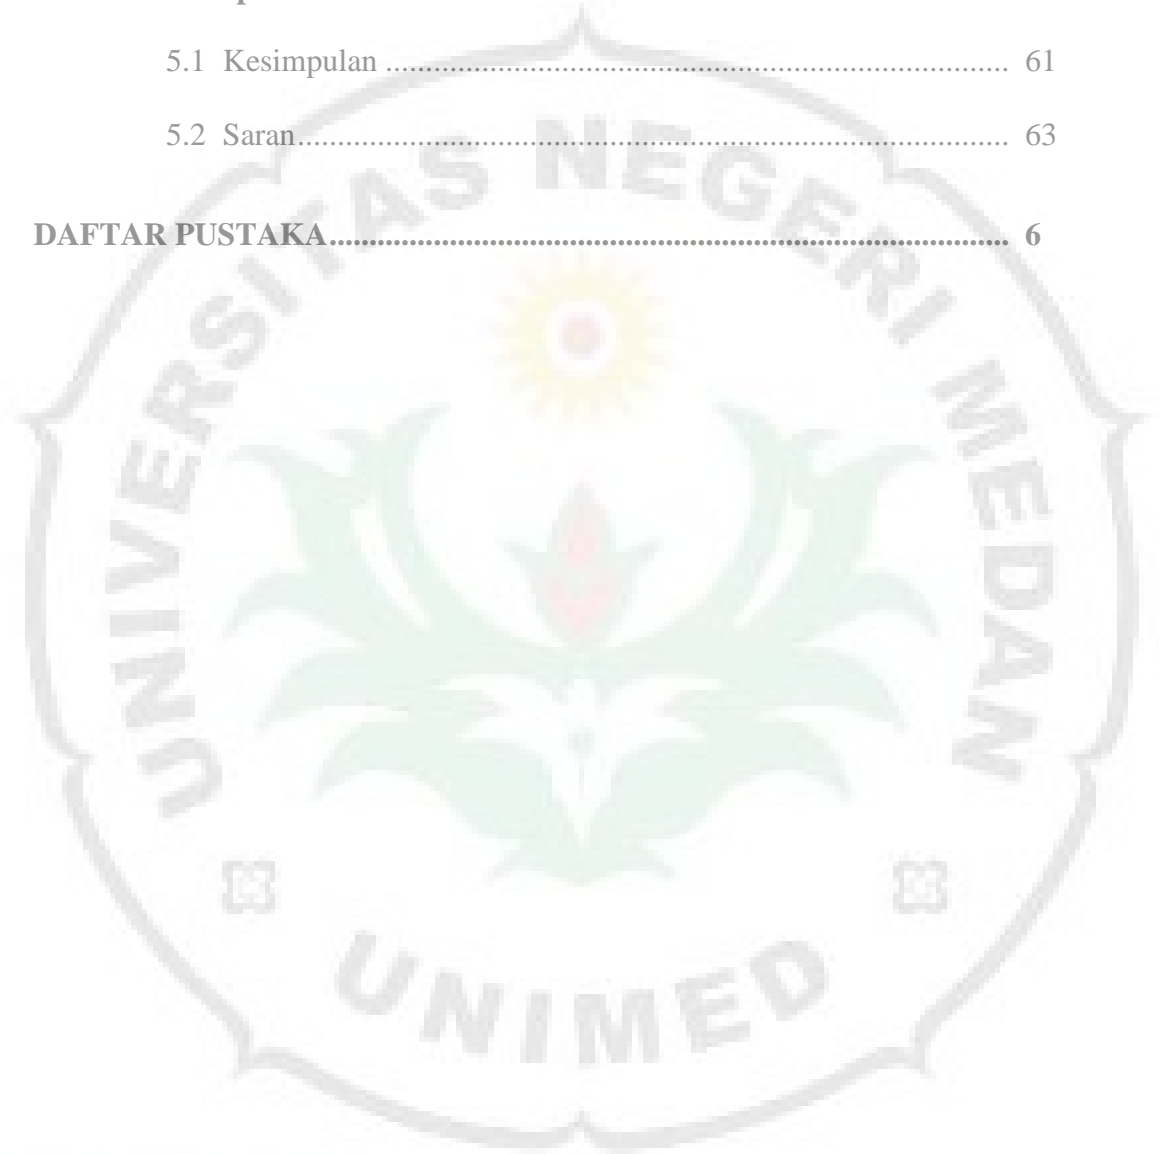 5.1 Kesimpulan ............................................................................... 61
5.2 Saran.......................................................................................... 63
DAFTAR PUSTAKA...................................................................................... 6
UNIVERSITAS NEGERI MEDAN
UNIMED